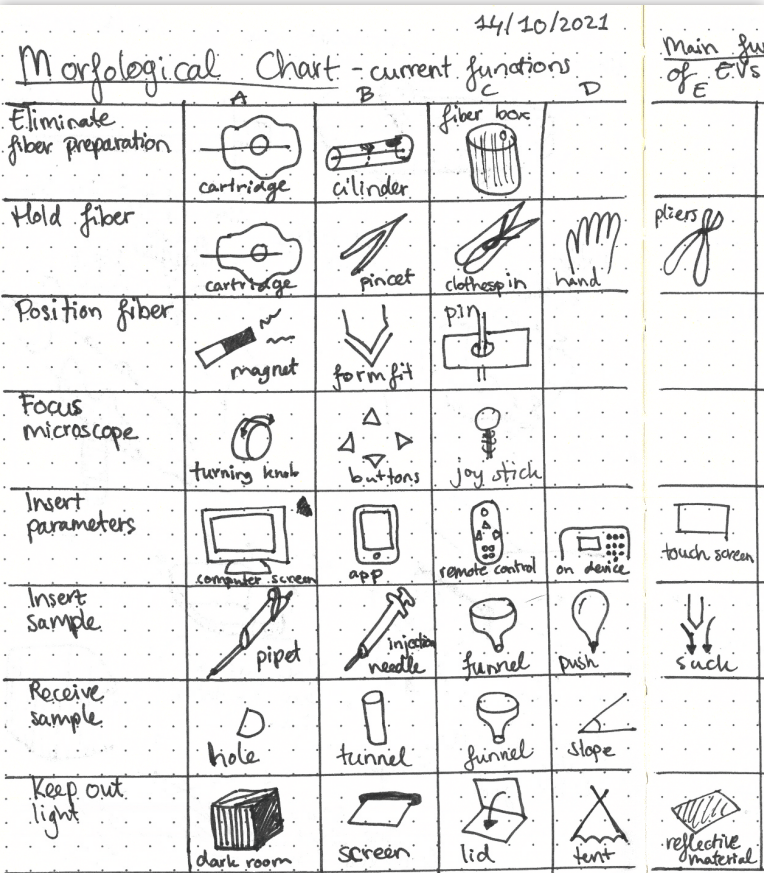 14/10/2021
Morfological Chart - current functions
Main fu
of EVs
A B C D E
Eliminate
fiber preparation
cartridge
cilinder
fiber box
Hold fiber
cartridge
pincet
clothespin
hand
pliers
Position fiber
magnet
form fit
pin
Focus
microscope
turning knob
buttons
joy stick
Insert
parameters
computer screen
app
remote control
on device
touch screen
Insert
sample
pipet
injection
needle
funnel
push
suck
Receive
sample
hole
tunnel
funnel
slope
Keep out
light
dark room
screen
lid
tent
reflective
material